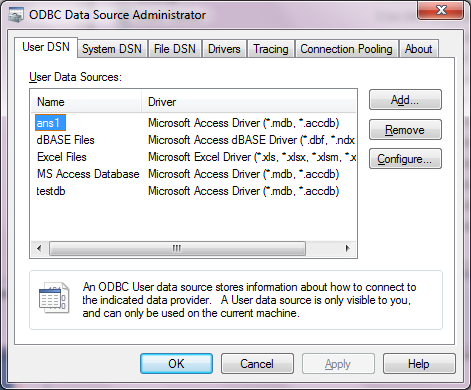 ODBC Data Source Administrator
User DSN System DSN File DSN Drivers Tracing Connection Pooling About
User Data Sources:
Name Driver
ans1 Microsoft Access Driver (*.mdb, *.accdb)
dBASE Files Microsoft Access dBASE Driver (*.dbf, *.ndx
Excel Files Microsoft Excel Driver (*.xls, *.xlsx, *.xlsm, *.x
MS Access Database Microsoft Access Driver (*.mdb, *.accdb)
testdb Microsoft Access Driver (*.mdb, *.accdb)
Add...
Remove
Configure...
An ODBC User data source stores information about how to connect to
the indicated data provider. A User data source is only visible to you,
and can only be used on the current machine.
OK Cancel Apply Help